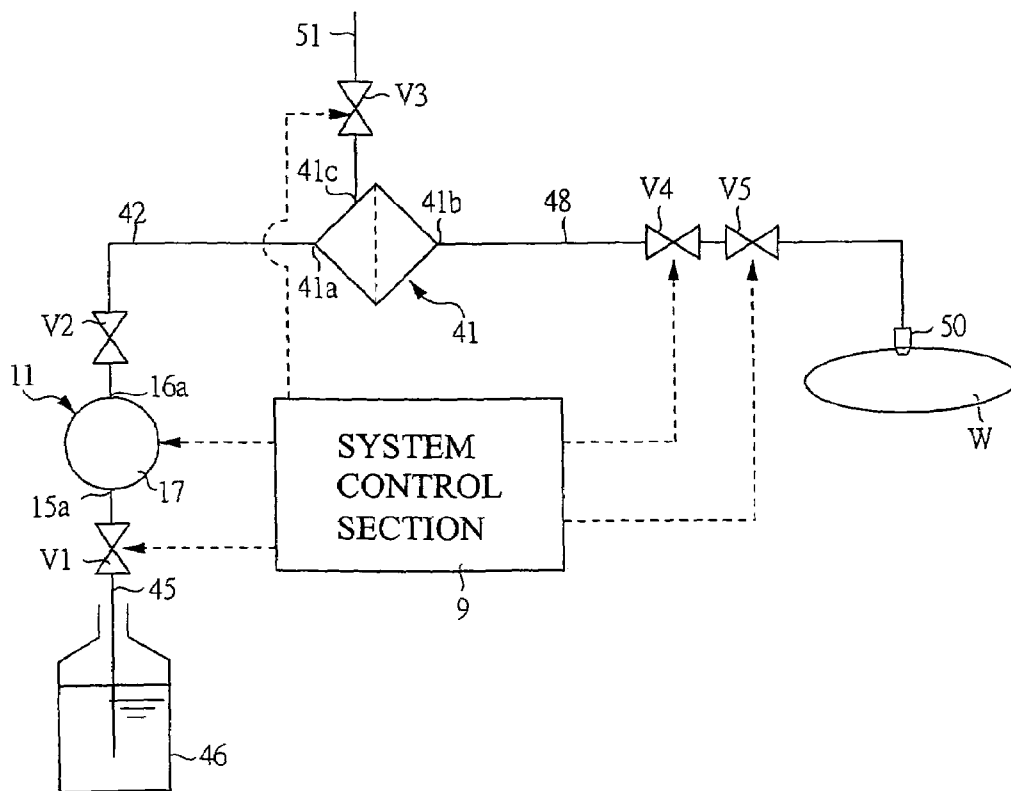 51
V3
41c
42
41b
48
V4
V5
41a
41
V2
50
11
16a
W
SYSTEM
CONTROL
SECTION
15a
17
V1
9
45
46